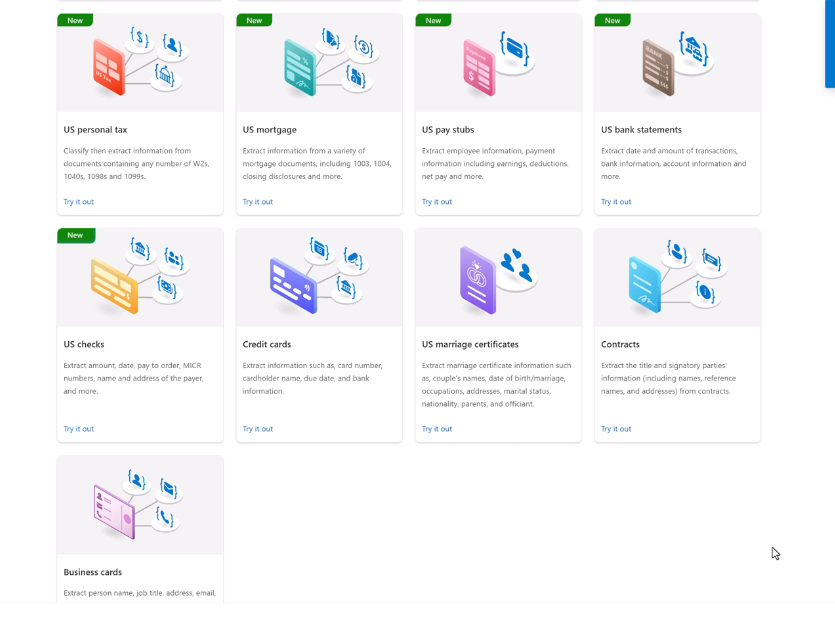 New
New
New
New
US Tax
Paystub
BANK
US personal tax
Classify then extract information from
documents containing any number of W2s,
1040s, 1098s and 1099s.
Try it out
US mortgage
Extract information from a variety of
mortgage documents, including 1003, 1004,
closing disclosures and more.
Try it out
US pay stubs
Extract employee information, payment
information including earnings, deductions,
net pay and more.
Try it out
US bank statements
Extract date and amount of transactions,
bank information, account information and
more.
Try it out
New
US checks
Extract amount, date, pay to order, MICR
numbers, name and address of the payer,
and more.
Try it out
Credit cards
Extract information such as, card number,
cardholder name, due date, and bank
information.
Try it out
US marriage certificates
Extract marriage certificate information such
as, couple's names, date of birth/marriage,
occupations, addresses, marital status,
nationality, parents, and officiant.
Try it out
Contracts
Extract the title and signatory parties'
information (including names, reference
names, and addresses) from contracts.
Try it out
Business cards
Extract person name, job title, address, email,